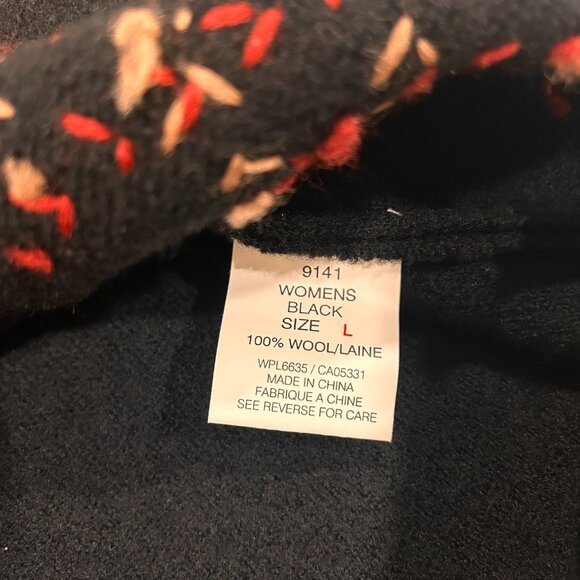 9141
WOMENS
BLACK
SIZE L
100% WOOL/LAINE
WPL6635 / CA05331
MADE IN CHINA
FABRIQUE A CHINE
SEE REVERSE FOR CARE